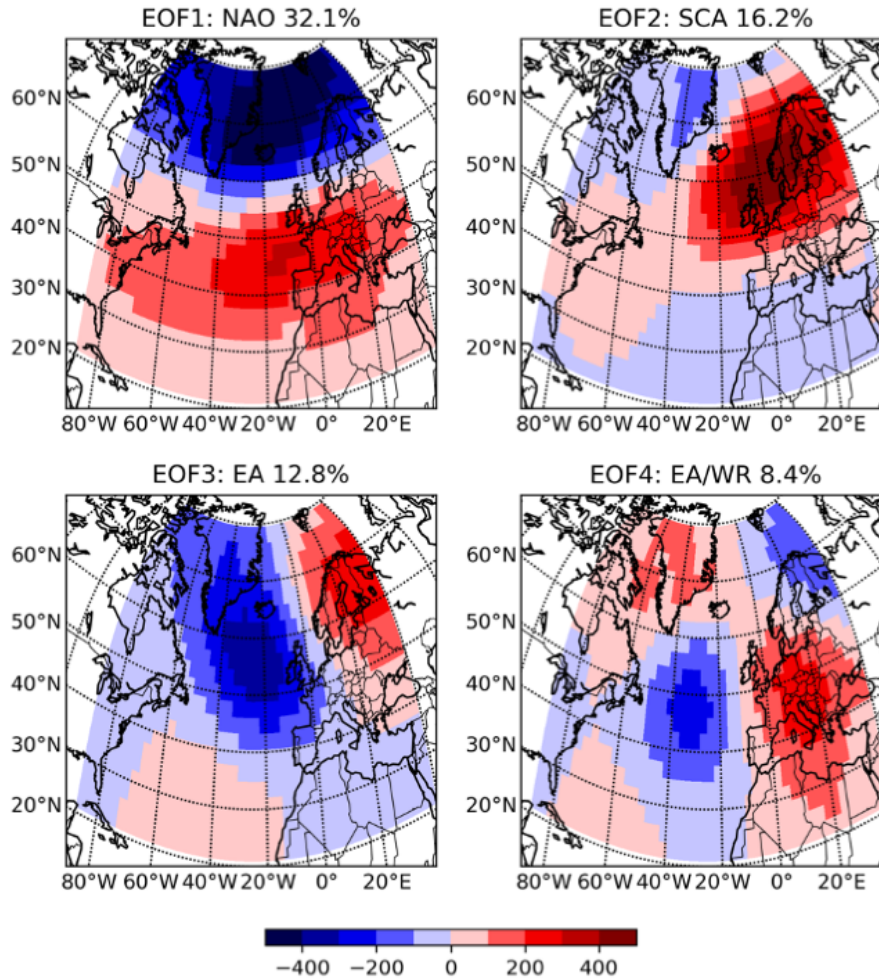 EOF1: NAO 32.1%
EOF2: SCA 16.2%
60°N
50°N
40°N
30°N
20°N
80°W 60°W 40°W 20°W 0° 20°E
60°N
50°N
40°N
30°N
20°N
80°W 60°W 40°W 20°W 0° 20°E
EOF3: EA 12.8%
EOF4: EA/WR 8.4%
60°N
50°N
40°N
30°N
20°N
80°W 60°W 40°W 20°W 0° 20°E
60°N
50°N
40°N
30°N
20°N
80°W 60°W 40°W 20°W 0° 20°E
−400 −200 0 200 400